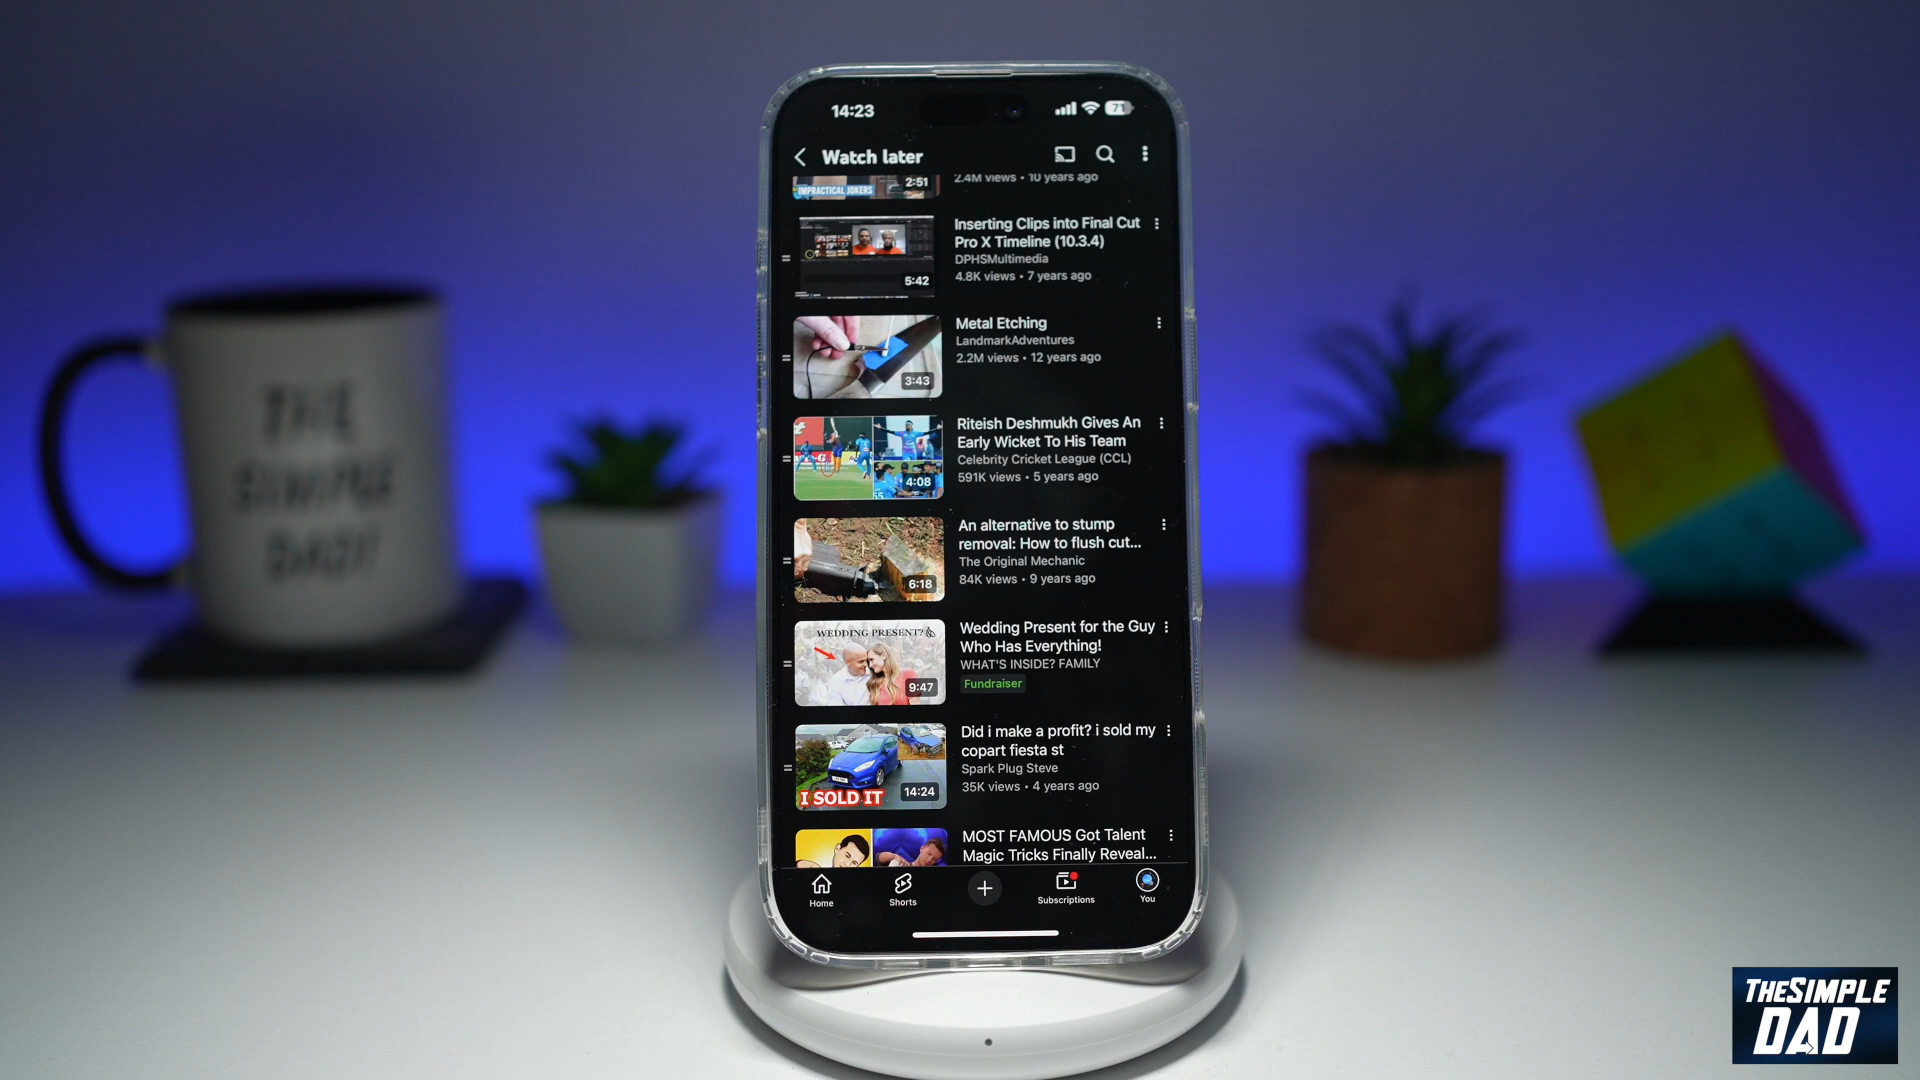 14:23
71
Watch later
IMPRACTICAL JOKERS
2:51
2.4M views • 10 years ago
Inserting Clips into Final Cut
Pro X Timeline (10.3.4)
DPHSMultimedia
4.8K views • 7 years ago
5:42
Metal Etching
LandmarkAdventures
2.2M views • 12 years ago
3:43
Riteish Deshmukh Gives An
Early Wicket To His Team
Celebrity Cricket League (CCL)
591K views • 5 years ago
4:08
An alternative to stump
removal: How to flush cut...
The Original Mechanic
84K views • 9 years ago
6:18
WEDDING PRESENT?
9:47
Wedding Present for the Guy
Who Has Everything!
WHAT'S INSIDE? FAMILY
Fundraiser
I SOLD IT
14:24
Did i make a profit? i sold my
copart fiesta st
Spark Plug Steve
35K views • 4 years ago
MOST FAMOUS Got Talent
Magic Tricks Finally Reveal...
Home
Shorts
Subscriptions
You
THE
SIMPLE
DAD!
THESIMPLE
DAD